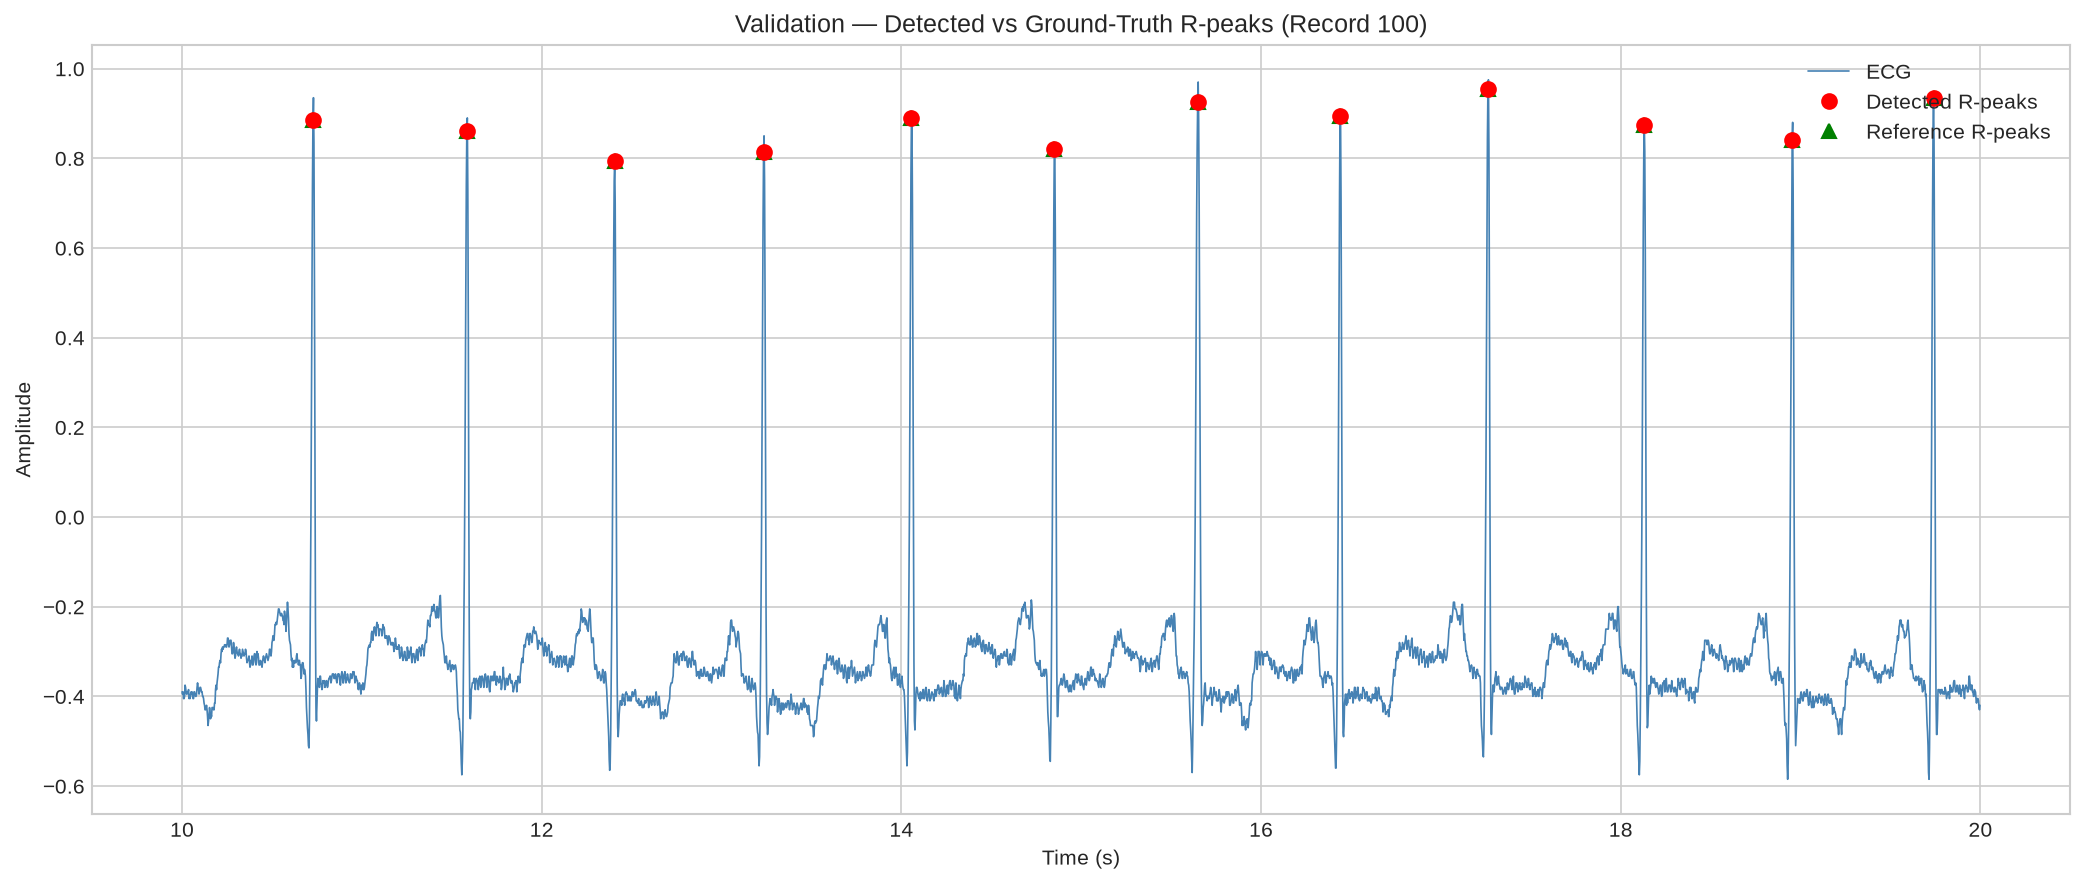 Validation — Detected vs Ground-Truth R-peaks (Record 100)
ECG
Detected R-peaks
Reference R-peaks
1.0
0.8
0.6
0.4
0.2
0.0
−0.2
−0.4
−0.6
Amplitude
10 12 14 16 18 20
Time (s)